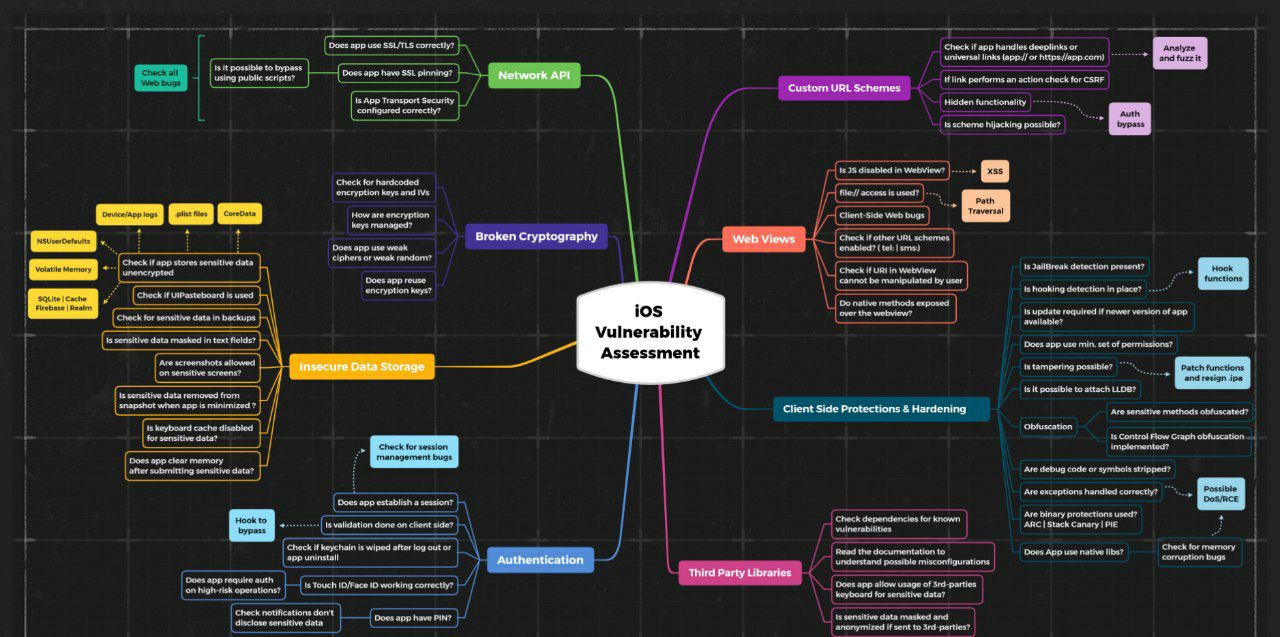 iOS
Vulnerability
Assessment
Network API
Does app use SSL/TLS correctly?
Does app have SSL pinning?
Is it possible to bypass
using public scripts?
Is App Transport Security
configured correctly?
Check all
Web bugs
Broken Cryptography
Check for hardcoded
encryption keys and IVs
How are encryption
keys managed?
Does app use weak
ciphers or weak random?
Does app reuse
encryption keys?
Insecure Data Storage
Device/App logs
.plist files
CoreData
NSUserDefaults
Volatile Memory
SQLite | Cache
Firebase | Realm
Check if app stores sensitive data
unencrypted
Check if UIPasteboard is used
Check for sensitive data in backups
Is sensitive data masked in text fields?
Are screenshots allowed
on sensitive screens?
Is sensitive data removed from
snapshot when app is minimized ?
Is keyboard cache disabled
for sensitive data?
Does app clear memory
after submitting sensitive data?
Authentication
Check for session
management bugs
Does app establish a session?
Hook to
bypass
Is validation done on client side?
Check if keychain is wiped after log out or
app uninstall
Does app require auth
on high-risk operations?
Is Touch ID/Face ID working correctly?
Check notifications don't
disclose sensitive data
Does app have PIN?
Custom URL Schemes
Check if app handles deeplinks or
universal links (app:// or https://app.com)
Analyze
and fuzz it
If link performs an action check for CSRF
Hidden functionality
Auth
bypass
Is scheme hijacking possible?
Web Views
Is JS disabled in WebView?
XSS
file:// access is used?
Path
Traversal
Client-Side Web bugs
Check if other URL schemes
enabled? ( tel: | sms:)
Check if URI in WebView
cannot be manipulated by user
Do native methods exposed
over the webview?
Client Side Protections & Hardening
Is JailBreak detection present?
Is hooking detection in place?
Hook
functions
Is update required if newer version of app
available?
Does app use min. set of permissions?
Is tampering possible?
Patch functions
and resign .ipa
Is it possible to attach LLDB?
Obfuscation
Are sensitive methods obfuscated?
Is Control Flow Graph obfuscation
implemented?
Are debug code or symbols stripped?
Are exceptions handled correctly?
Possible
DoS/RCE
Are binary protections used?
ARC | Stack Canary | PIE
Does App use native libs?
Check for memory
corruption bugs
Third Party Libraries
Check dependencies for known
vulnerabilities
Read the documentation to
understand possible misconfigurations
Does app allow usage of 3rd-parties
keyboard for sensitive data?
Is sensitive data masked and
anonymized if sent to 3rd-parties?